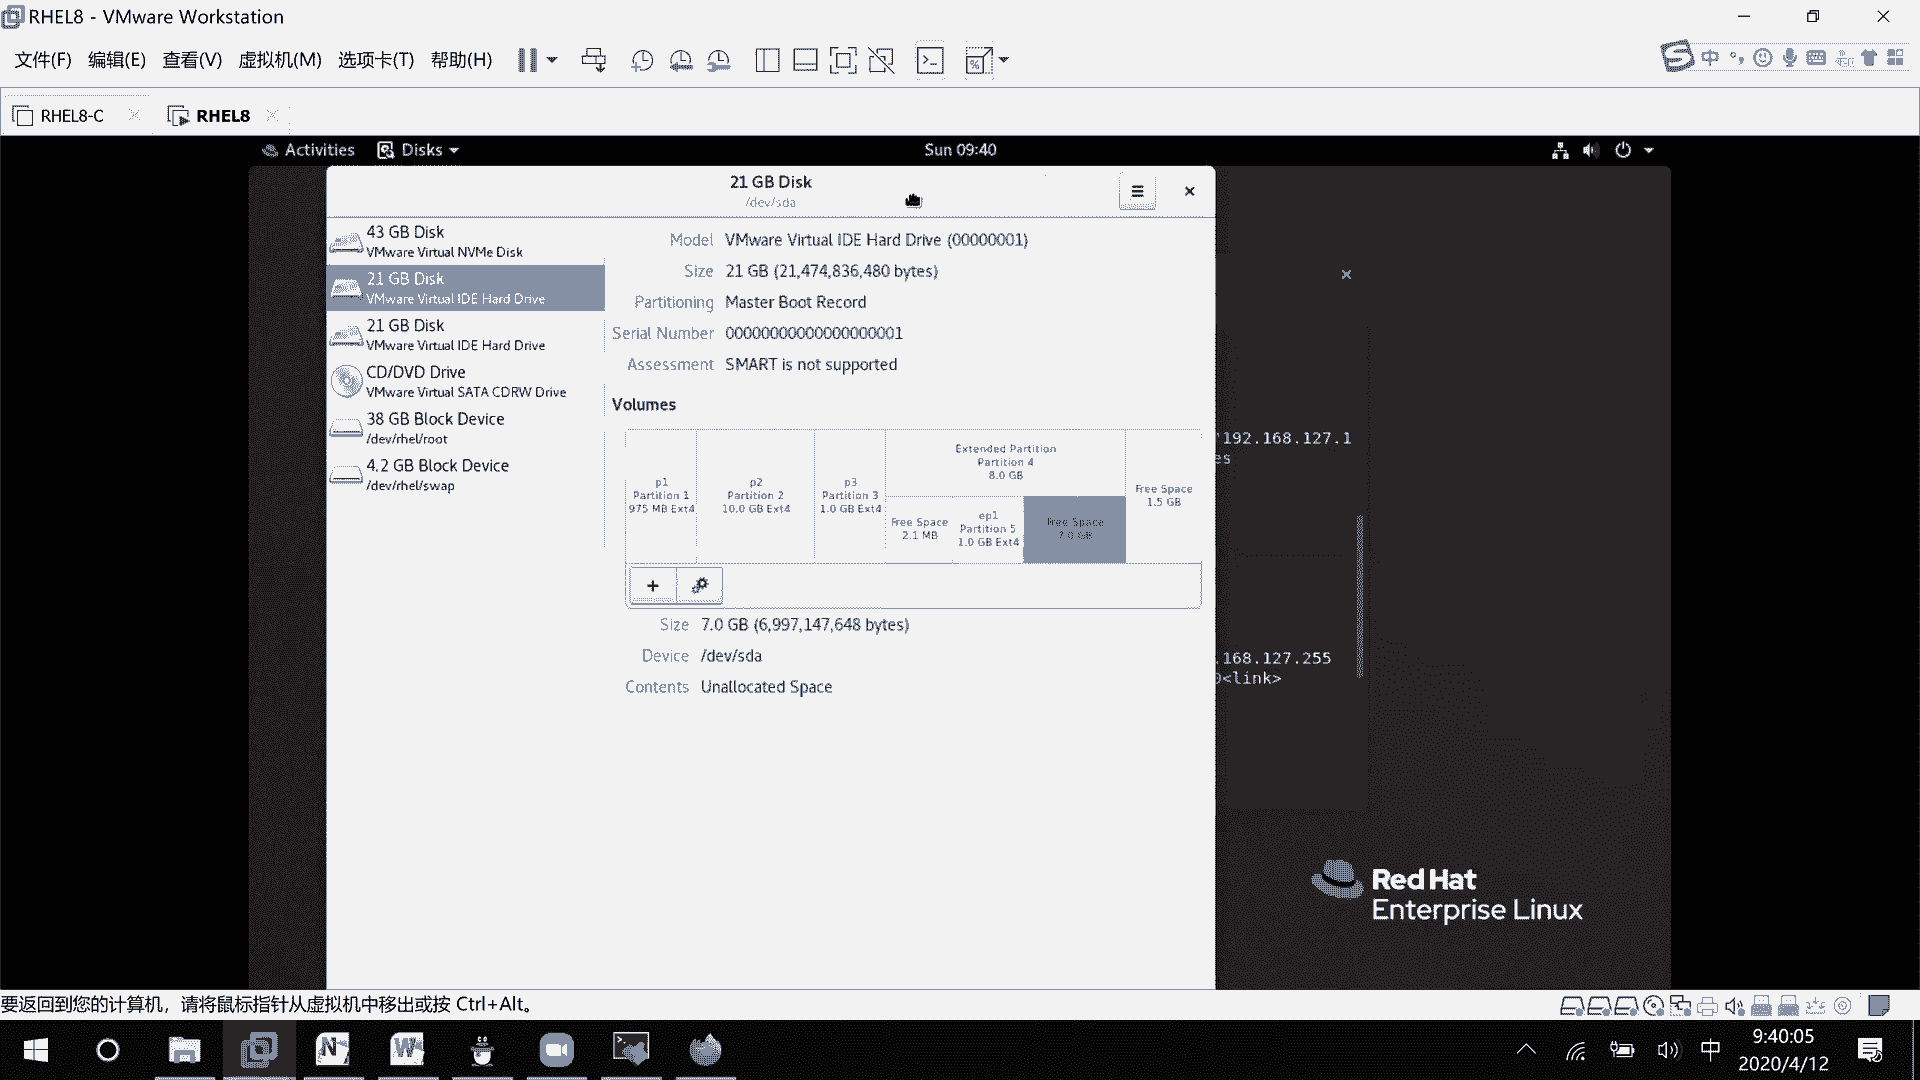 RHEL8 - VMware Workstation
文件(F) 编辑(E) 查看(V) 虚拟机(M) 选项卡(T) 帮助(H)
中
RHEL8-C
RHEL8
Activities
Disks
Sun 09:40
21 GB Disk
/dev/sda
43 GB Disk
VMware Virtual NVMe Disk
21 GB Disk
VMware Virtual IDE Hard Drive
21 GB Disk
VMware Virtual IDE Hard Drive
CD/DVD Drive
VMware Virtual SATA CDRW Drive
38 GB Block Device
/dev/rhel/root
4.2 GB Block Device
/dev/rhel/swap
Model VMware Virtual IDE Hard Drive (00000001)
Size 21 GB (21,474,836,480 bytes)
Partitioning Master Boot Record
Serial Number 00000000000000000001
Assessment SMART is not supported
Volumes
p1
Partition 1
975 MB Ext4
p2
Partition 2
10.0 GB Ext4
p3
Partition 3
1.0 GB Ext4
Extended Partition
Partition 4
8.0 GB
Free Space
2.1 MB
ep1
Partition 5
1.0 GB Ext4
Free Space
7.0 GB
Free Space
1.5 GB
Size 7.0 GB (6,997,147,648 bytes)
Device /dev/sda
Contents Unallocated Space
192.168.127.1
es
.168.127.255
<link>
Red Hat
Enterprise Linux
要返回到您的计算机，请将鼠标指针从虚拟机中移出或按 Ctrl+Alt。
中
9:40:05
2020/4/12